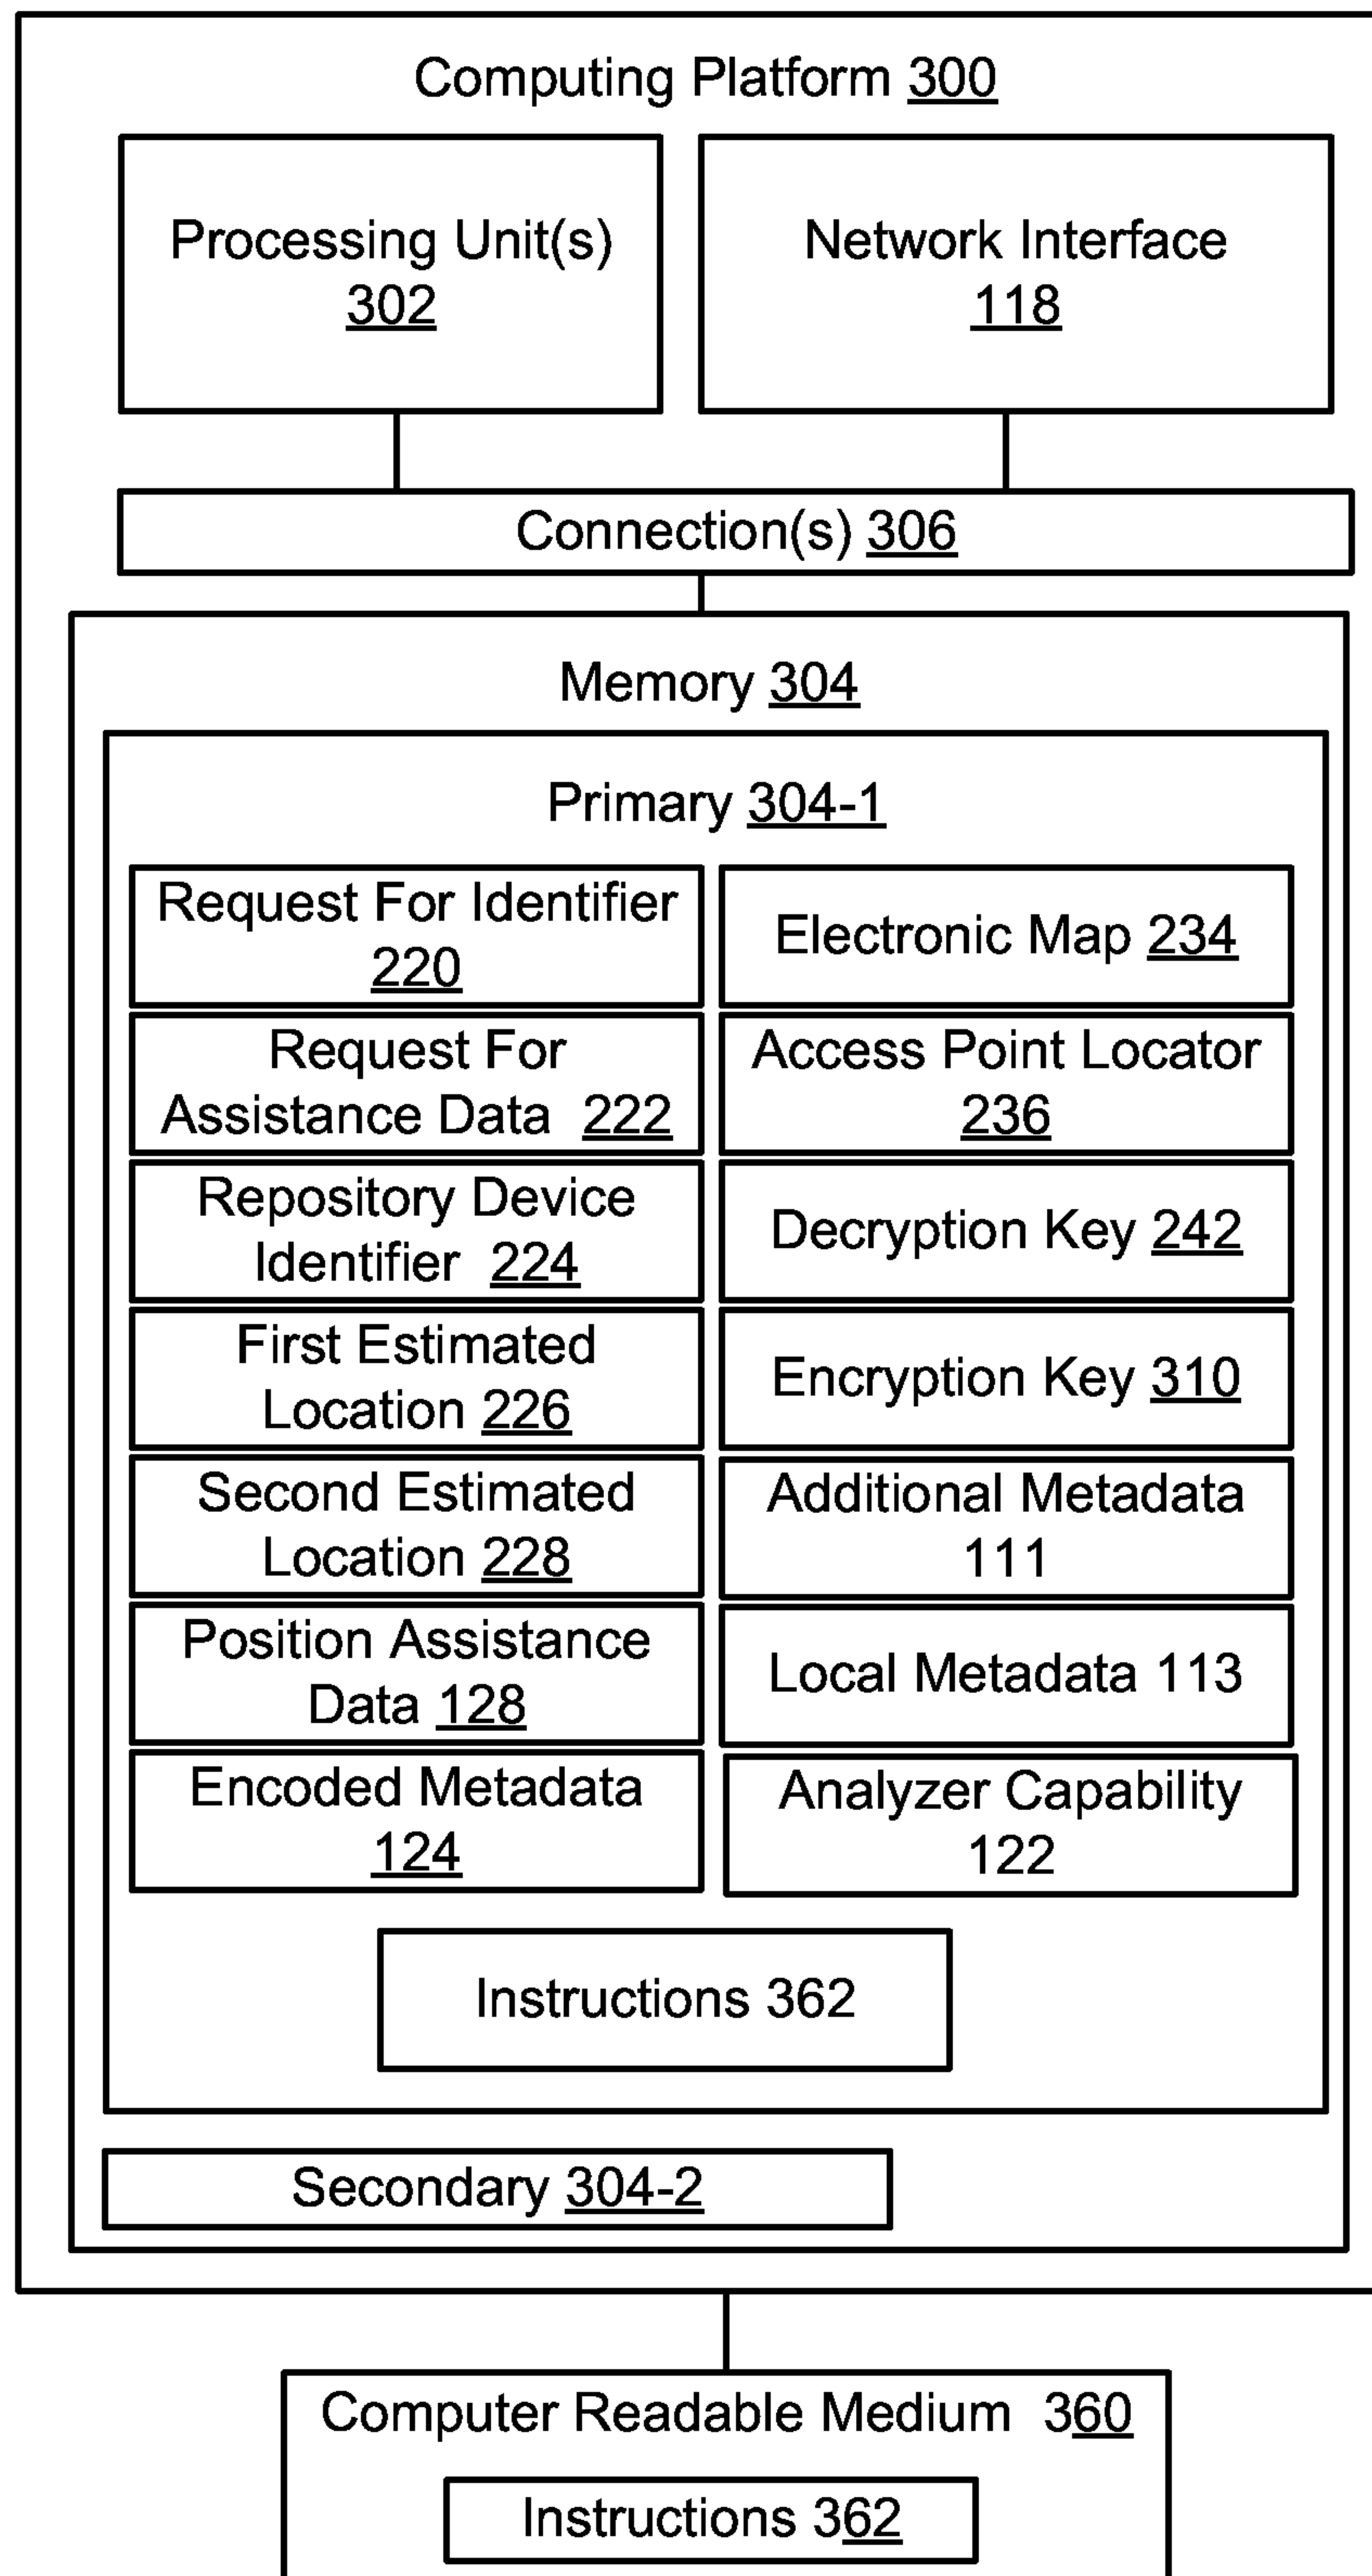 Computing Platform 300
Processing Unit(s)
302
Network Interface
118
Connection(s) 306
Memory 304
Primary 304-1
Request For Identifier
220
Electronic Map 234
Request For
Assistance Data 222
Access Point Locator
236
Repository Device
Identifier 224
Decryption Key 242
First Estimated
Location 226
Encryption Key 310
Second Estimated
Location 228
Additional Metadata
111
Position Assistance
Data 128
Local Metadata 113
Encoded Metadata
124
Analyzer Capability
122
Instructions 362
Secondary 304-2
Computer Readable Medium 360
Instructions 362